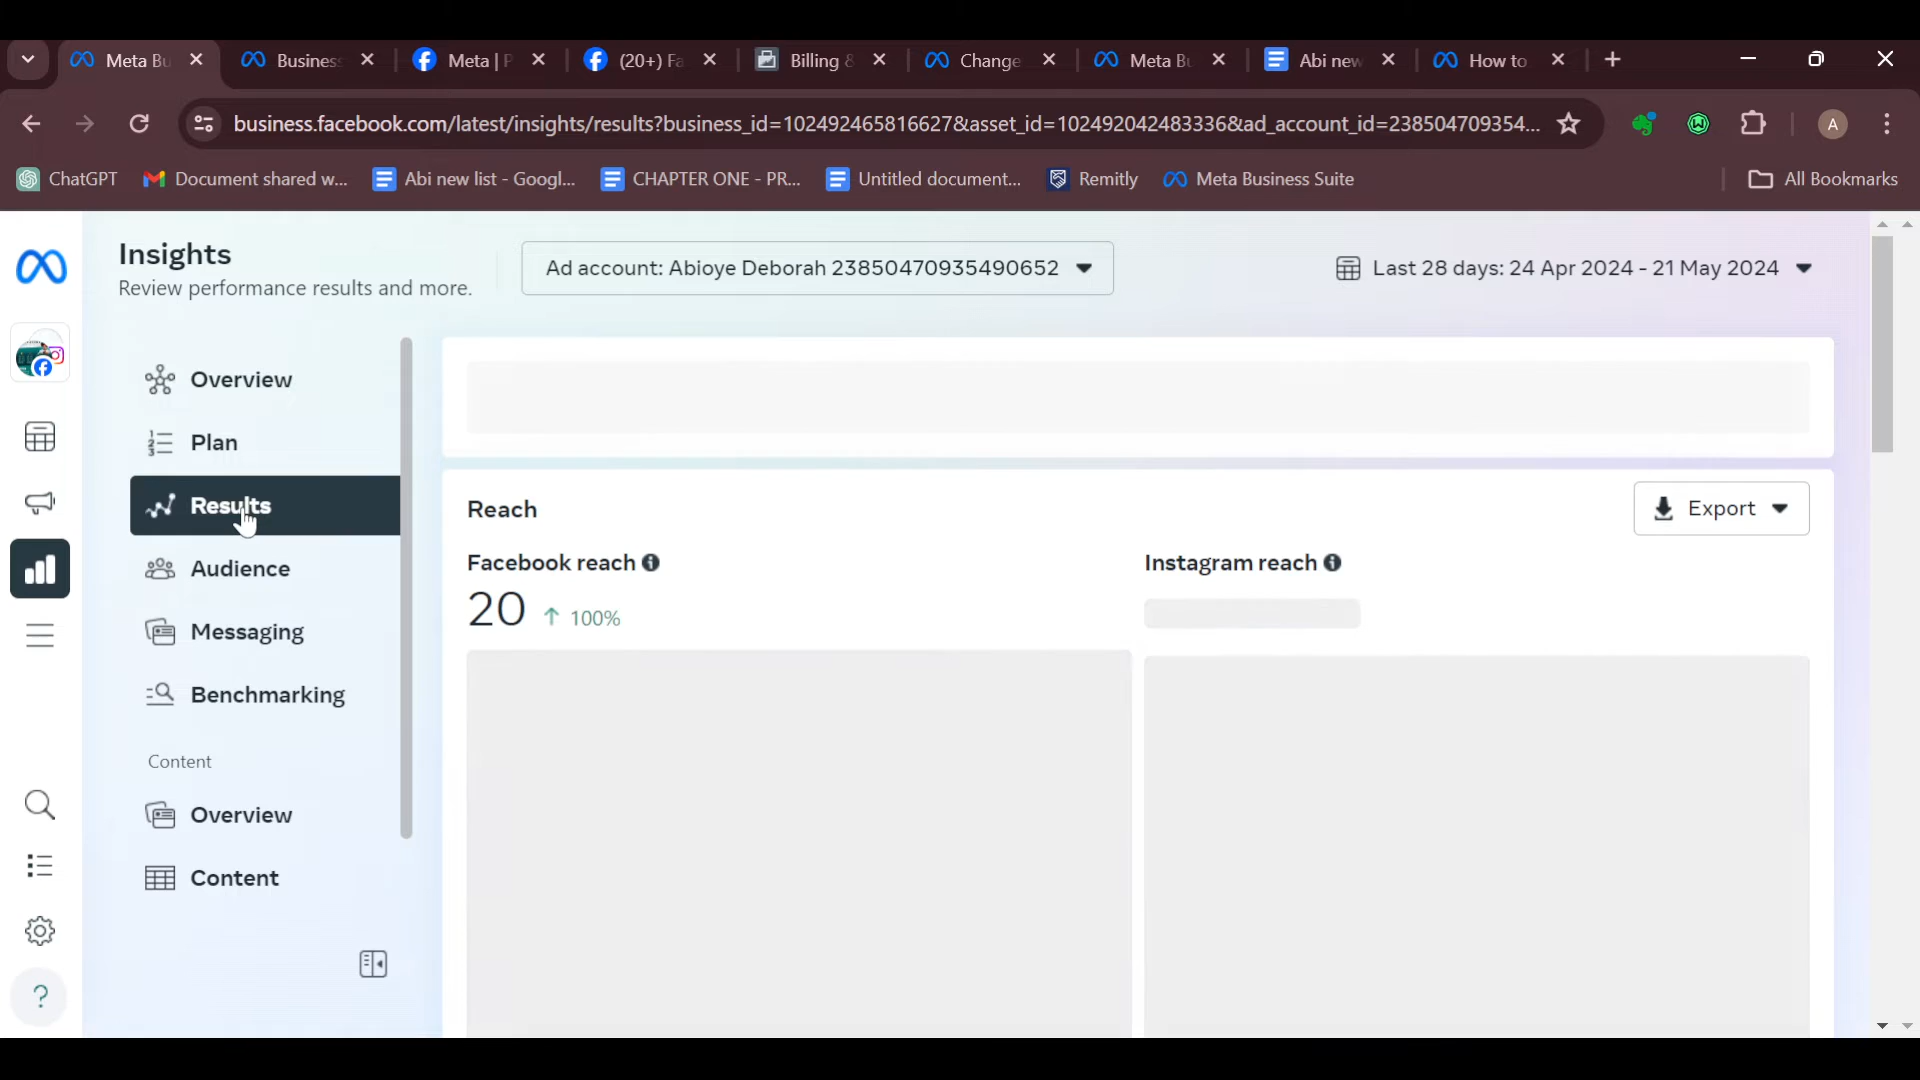 Meta Bu
Business
Meta | P
(20+) Fa
Billing &
Change
Meta Bu
Abi new
How to
business.facebook.com/latest/insights/results?business_id=102492465816627&asset_id=102492042483336&ad_account_id=238504709354...
A
ChatGPT
Document shared w...
Abi new list - Googl...
CHAPTER ONE - PR...
Untitled document...
Remitly
Meta Business Suite
All Bookmarks
Insights
Review performance results and more.
Ad account: Abioye Deborah 23850470935490652
Last 28 days: 24 Apr 2024 - 21 May 2024
Overview
Plan
Results
Audience
Messaging
Benchmarking
Content
Overview
Content
Reach
Export
Facebook reach
20 ↑ 100%
Instagram reach
?